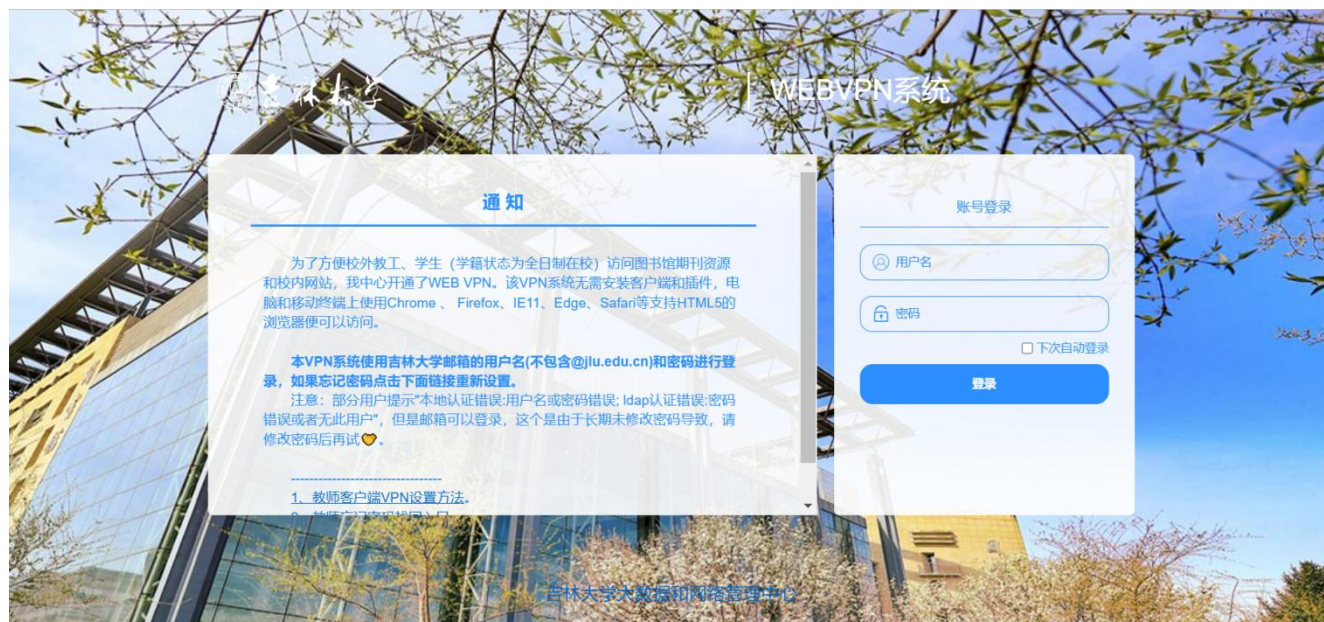 吉林大学
WEBVPN系统
通 知
为了方便校外教工、学生（学籍状态为全日制在校）访问图书馆期刊资源
和校内网站，我中心开通了WEB VPN。该VPN系统无需安装客户端和插件，电
脑和移动终端上使用Chrome 、 Firefox、IE11、Edge、Safari等支持HTML5的
浏览器便可以访问。
本VPN系统使用吉林大学邮箱的用户名(不包含@jlu.edu.cn)和密码进行登
录，如果忘记密码点击下面链接重新设置。
注意：部分用户提示"本地认证错误:用户名或密码错误; ldap认证错误:密码
错误或者无此用户"，但是邮箱可以登录，这个是由于长期未修改密码导致，请
修改密码后再试。
---------------------------------
1、教师客户端VPN设置方法。
账号登录
用户名
密码
下次自动登录
登录
吉林大学大数据和网络管理中心